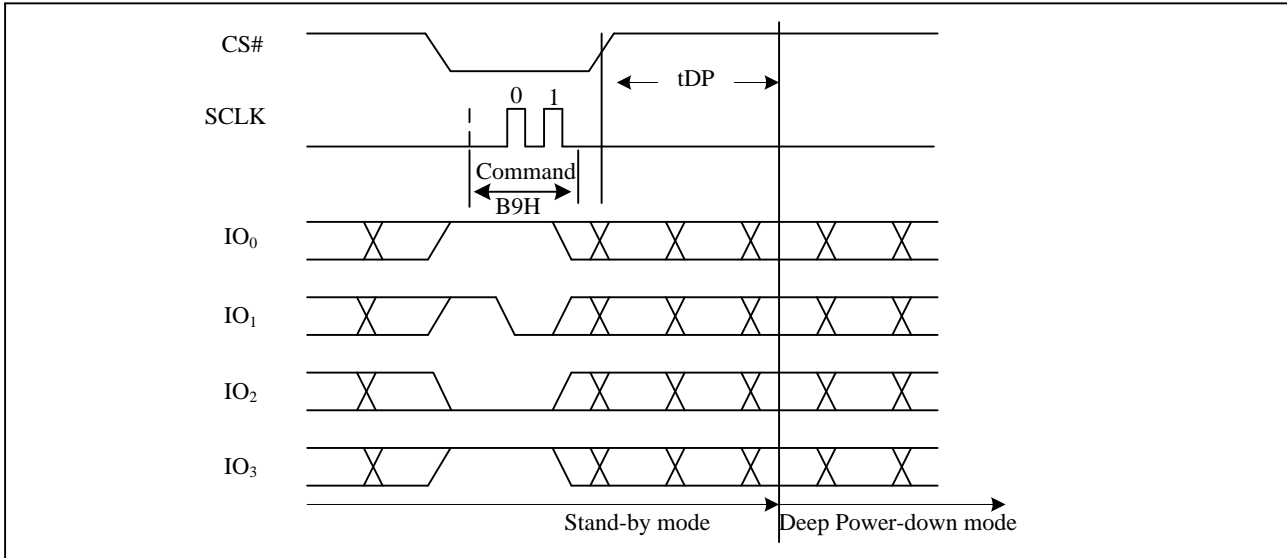 CS#
tDP
SCLK
0 1
Command
B9H
IO₀
IO₁
IO₂
IO₃
Stand-by mode
Deep Power-down mode